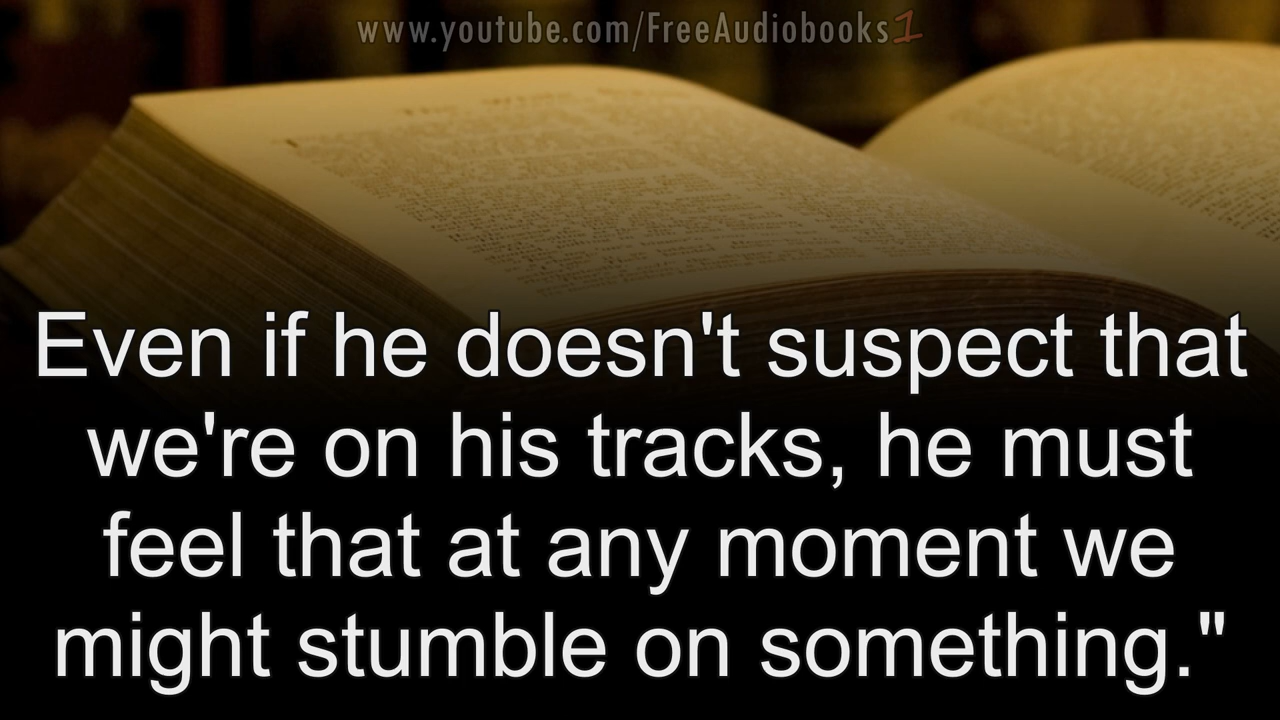 www.youtube.com/FreeAudiobooks1
Even if he doesn't suspect that
we're on his tracks, he must
feel that at any moment we
might stumble on something."